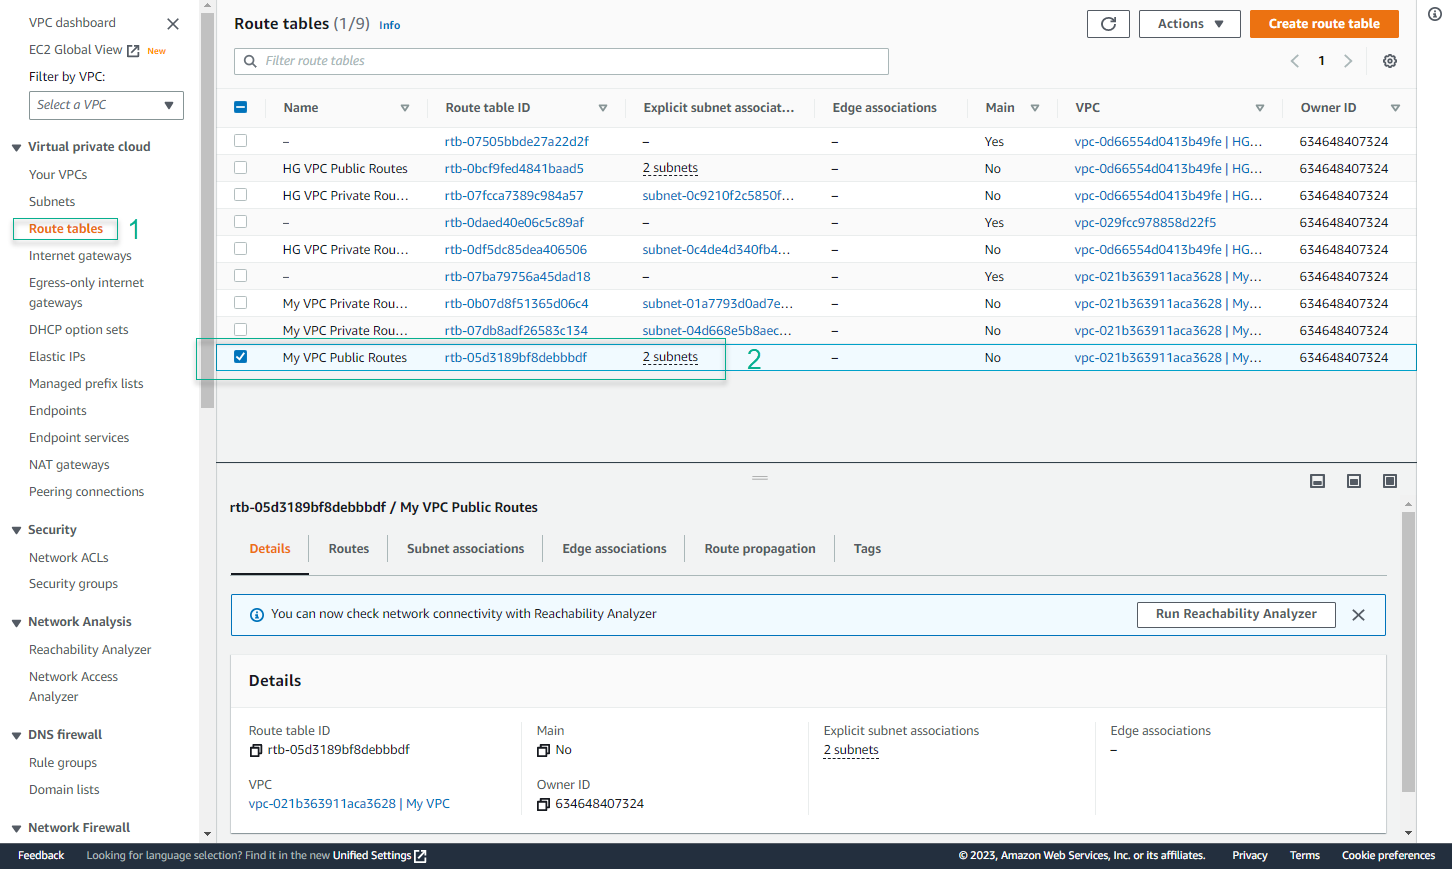 VPC dashboard
EC2 Global View New
Filter by VPC:
Select a VPC
Virtual private cloud
Your VPCs
Subnets
Route tables 1
Internet gateways
Egress-only internet
gateways
DHCP option sets
Elastic IPs
Managed prefix lists
Endpoints
Endpoint services
NAT gateways
Peering connections
Security
Network ACLs
Security groups
Network Analysis
Reachability Analyzer
Network Access
Analyzer
DNS firewall
Rule groups
Domain lists
Network Firewall
Route tables (1/9) Info
Actions
Create route table
Filter route tables
1
Name Route table ID Explicit subnet associat... Edge associations Main VPC Owner ID
– rtb-07505bbde27a22d2f – – Yes vpc-0d66554d0413b49fe | HG... 634648407324
HG VPC Public Routes rtb-0bcf9fed4841baad5 2 subnets – No vpc-0d66554d0413b49fe | HG... 634648407324
HG VPC Private Rou... rtb-07fcca7389c984a57 subnet-0c9210f2c5850f... – No vpc-0d66554d0413b49fe | HG... 634648407324
– rtb-0daed40e06c5c89af – – Yes vpc-029fcc978858d22f5 634648407324
HG VPC Private Rou... rtb-0df5dc85dea406506 subnet-0c4de4d340fb4... – No vpc-0d66554d0413b49fe | HG... 634648407324
– rtb-07ba79756a45dad18 – – Yes vpc-021b363911aca3628 | My... 634648407324
My VPC Private Rou... rtb-0b07d8f51365d06c4 subnet-01a7793d0ad7e... – No vpc-021b363911aca3628 | My... 634648407324
My VPC Private Rou... rtb-07db8adf26583c134 subnet-04d668e5b8aec... – No vpc-021b363911aca3628 | My... 634648407324
My VPC Public Routes rtb-05d3189bf8debbbdf 2 subnets 2 – No vpc-021b363911aca3628 | My... 634648407324
rtb-05d3189bf8debbbdf / My VPC Public Routes
Details Routes Subnet associations Edge associations Route propagation Tags
You can now check network connectivity with Reachability Analyzer Run Reachability Analyzer
Details
Route table ID Main Explicit subnet associations Edge associations
rtb-05d3189bf8debbbdf No 2 subnets –
VPC Owner ID
vpc-021b363911aca3628 | My VPC 634648407324
Feedback Looking for language selection? Find it in the new Unified Settings © 2023, Amazon Web Services, Inc. or its affiliates. Privacy Terms Cookie preferences